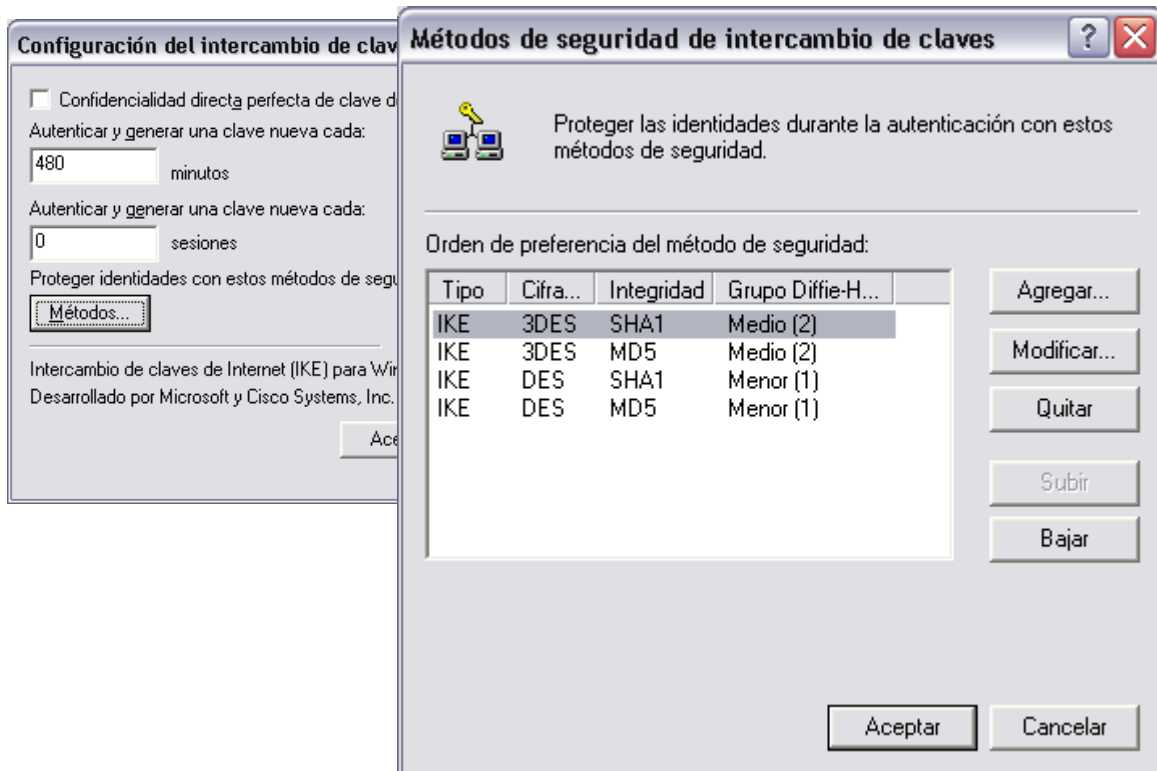 Configuración del intercambio de clav
Confidencialidad directa perfecta de clave d
Autenticar y generar una clave nueva cada:
480
minutos
Autenticar y generar una clave nueva cada:
0
sesiones
Proteger identidades con estos métodos de segu
Métodos...
Intercambio de claves de Internet (IKE) para Wi
Desarrollado por Microsoft y Cisco Systems, Inc.
Ace
Métodos de seguridad de intercambio de claves
Proteger las identidades durante la autenticación con estos
métodos de seguridad.
Orden de preferencia del método de seguridad:
Tipo Cifra... Integridad Grupo Diffie-H...
IKE 3DES SHA1 Medio (2)
IKE 3DES MD5 Medio (2)
IKE DES SHA1 Menor (1)
IKE DES MD5 Menor (1)
Agregar...
Modificar...
Quitar
Subir
Bajar
Aceptar
Cancelar